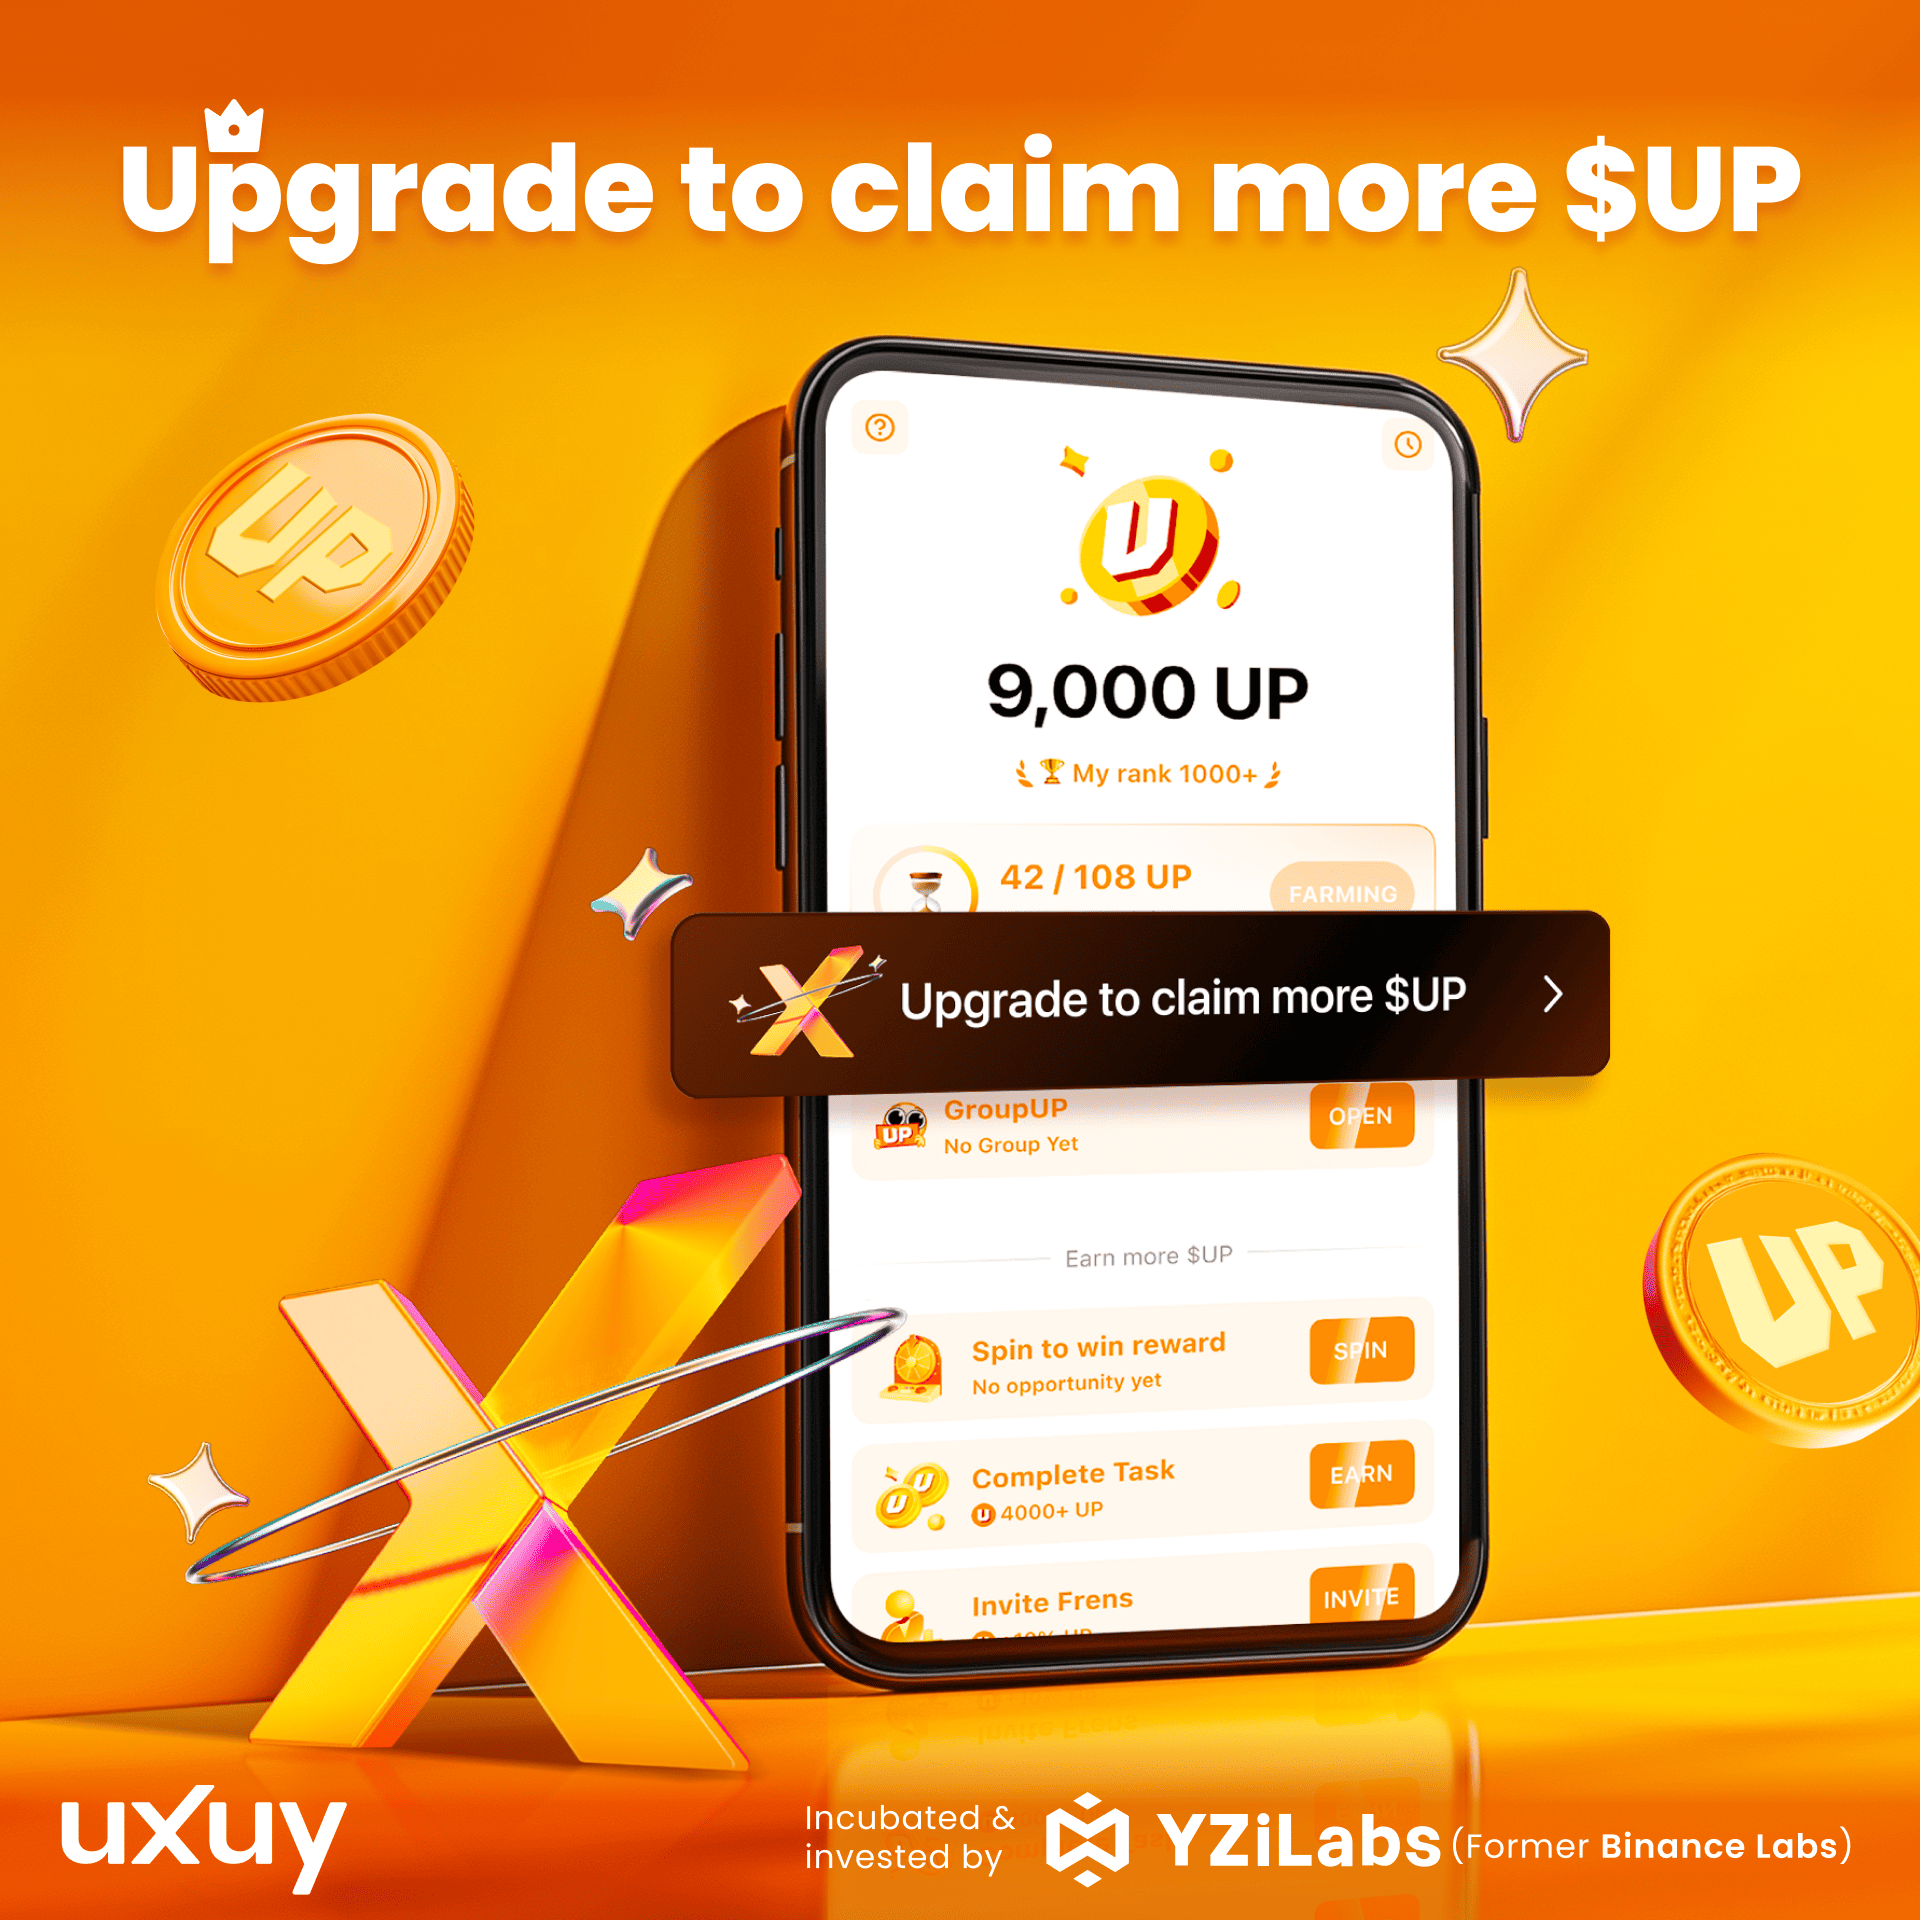 Upgrade to claim more $UP
UP
9,000 UP
My rank 1000+
42 / 108 UP
FARMING
Upgrade to claim more $UP
GroupUP
No Group Yet
OPEN
UP
UP
Earn more $UP
Spin to win reward
No opportunity yet
SPIN
Complete Task
4000+ UP
EARN
Invite Frens
INVITE
uxuy
Incubated &
invested by
YZiLabs (Former Binance Labs)